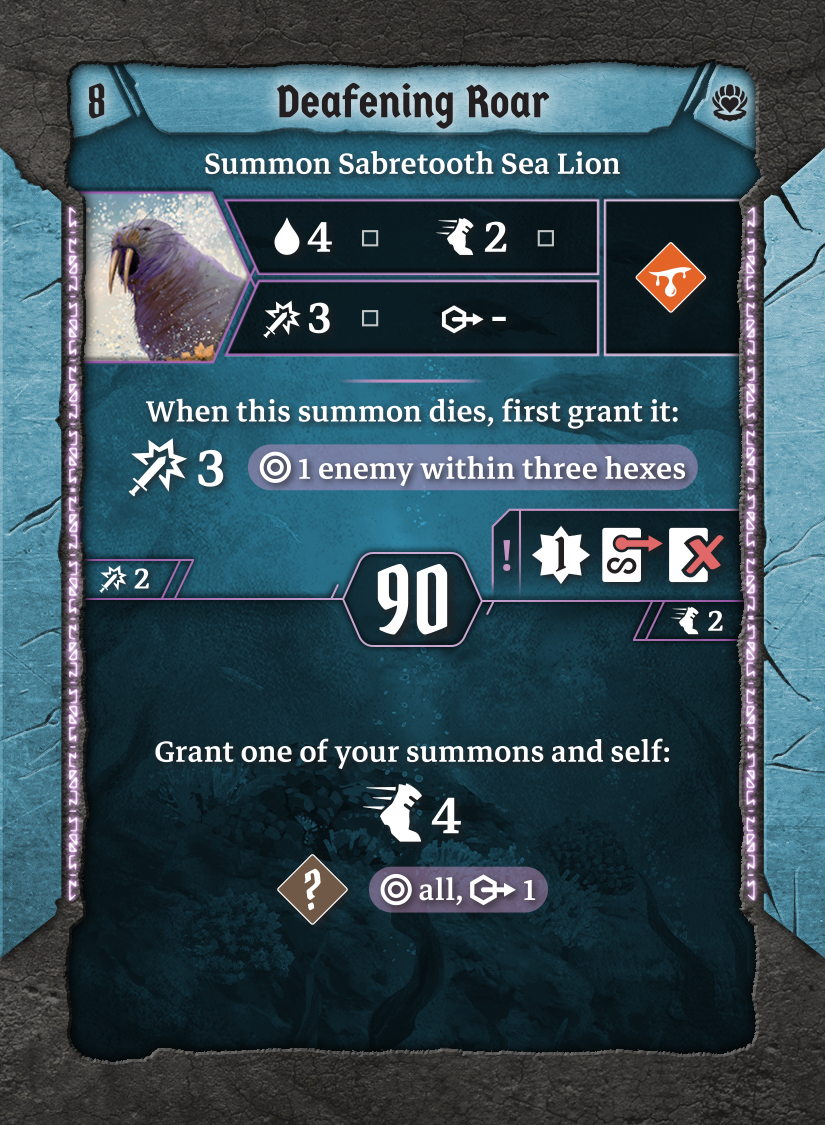 8
Deafening Roar
Summon Sabretooth Sea Lion
4 2
3 -
When this summon dies, first grant it:
3 1 enemy within three hexes
! 1
2
90
2
Grant one of your summons and self:
4
? all, 1